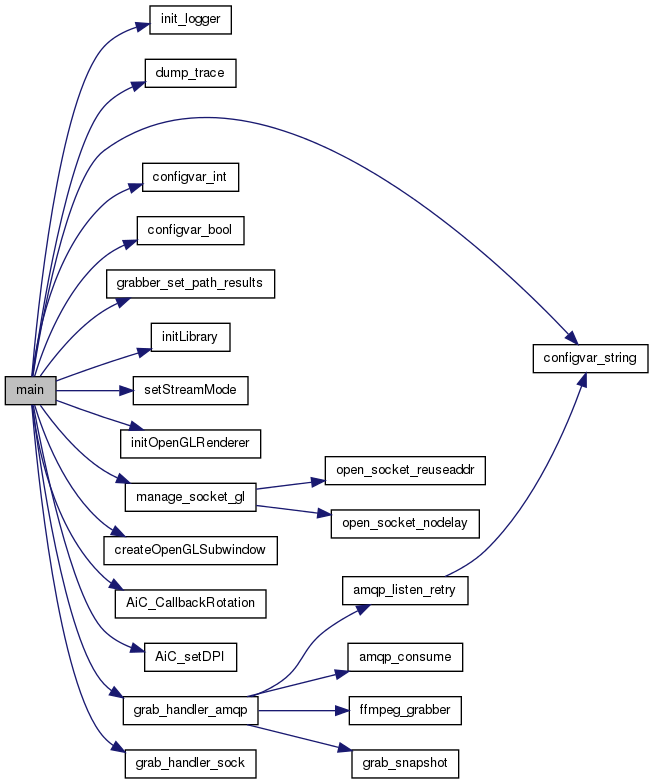 init_logger
dump_trace
configvar_int
configvar_bool
grabber_set_path_results
initLibrary
configvar_string
main
setStreamMode
initOpenGLRenderer
open_socket_reuseaddr
manage_socket_gl
open_socket_nodelay
createOpenGLSubwindow
amqp_listen_retry
AiC_CallbackRotation
AiC_setDPI
amqp_consume
grab_handler_amqp
ffmpeg_grabber
grab_handler_sock
grab_snapshot